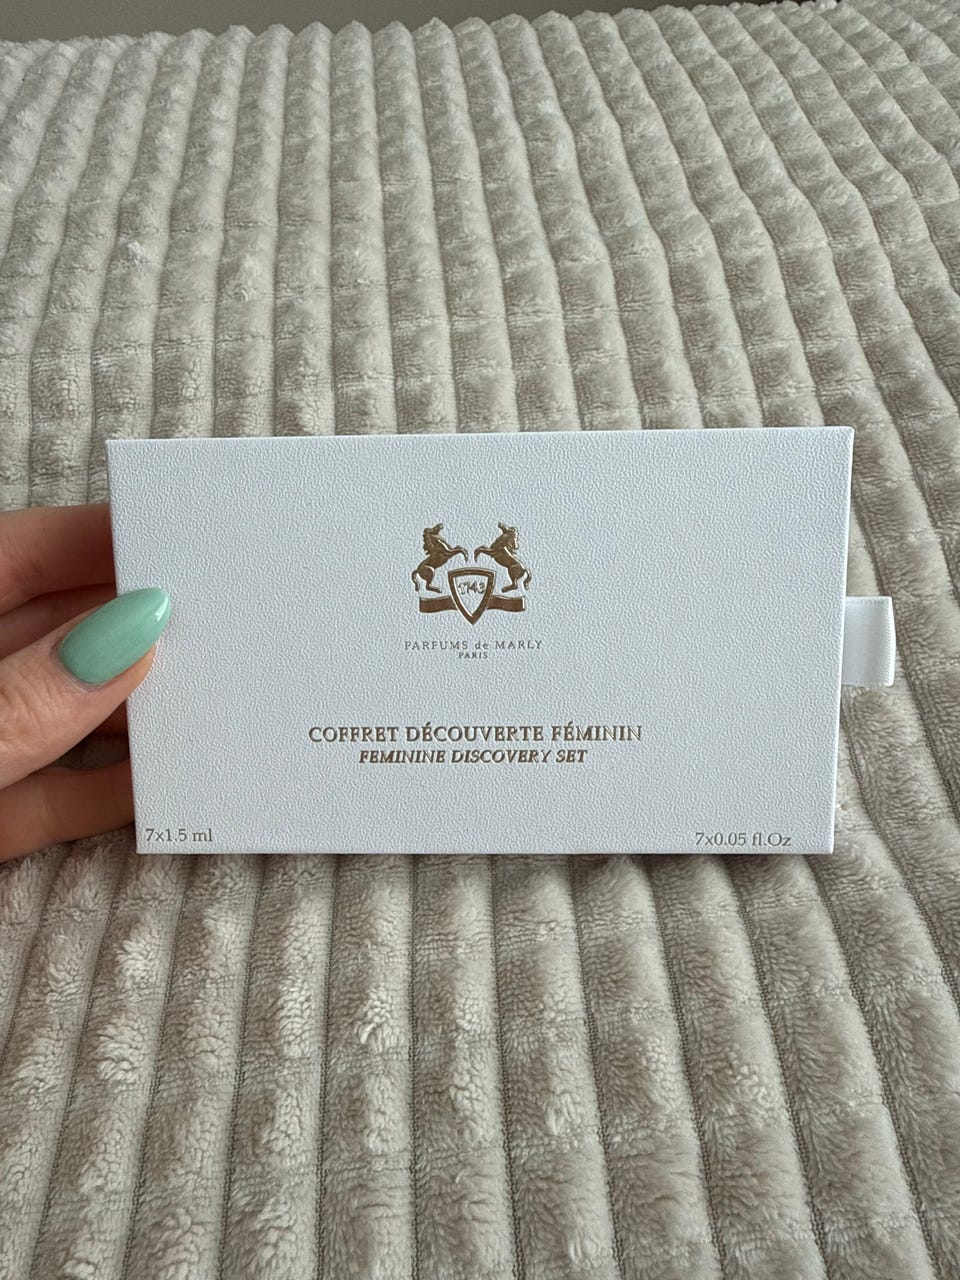 1743
PARFUMS de MARLY
PARIS
COFFRET DÉCOUVERTE FÉMININ
FEMININE DISCOVERY SET
7x1.5 ml
7x0.05 fl.Oz